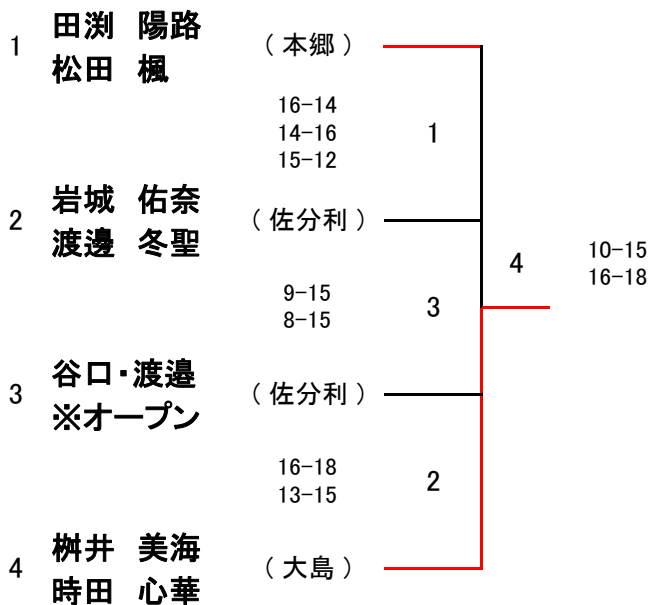 1 田渕 陽路
松田 楓
（本郷）
16-14
14-16
15-12
1
2 岩城 佑奈
渡邊 冬聖
（佐分利）
4
10-15
16-18
9-15
8-15
3
3 谷口・渡邉
※オープン
（佐分利）
16-18
13-15
2
4 桝井 美海
時田 心華
（大島）